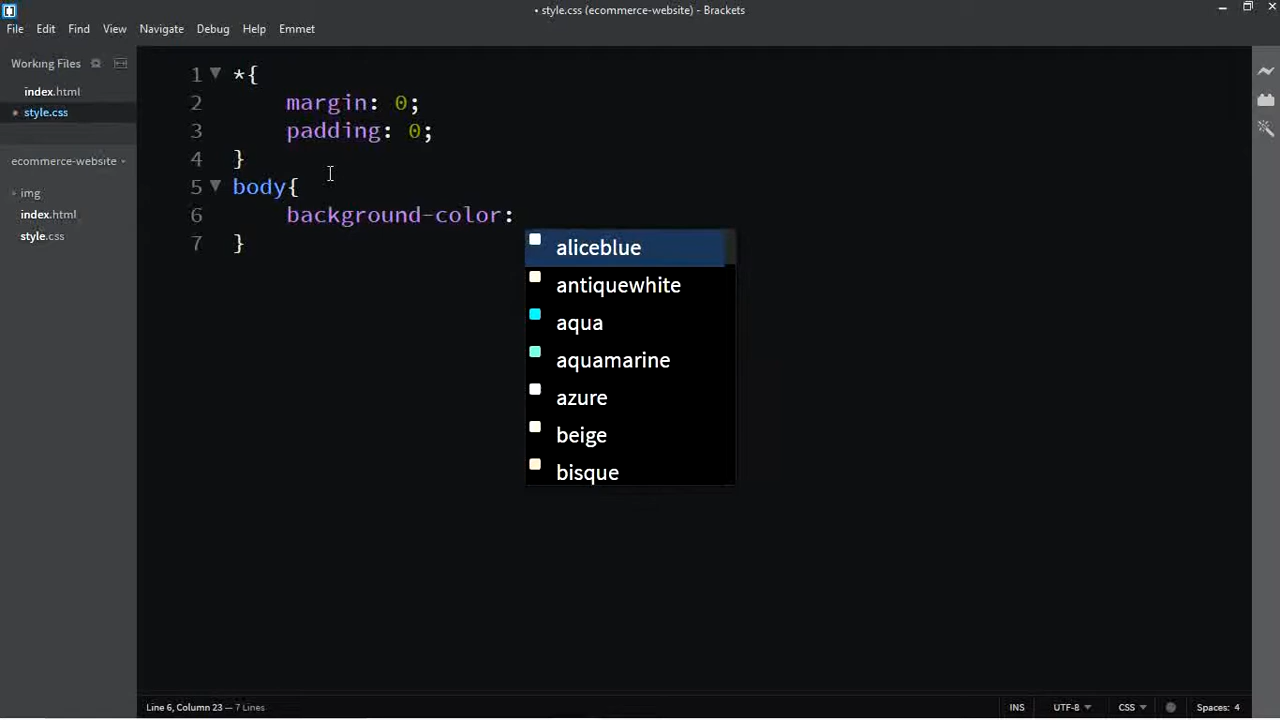 • style.css (ecommerce-website) - Brackets
File Edit Find View Navigate Debug Help Emmet
Working Files
index.html
style.css
ecommerce-website
img
index.html
style.css
1 *{
2 margin: 0;
3 padding: 0;
4 }
5 body{
6 background-color:
7 }
aliceblue
antiquewhite
aqua
aquamarine
azure
beige
bisque
Line 6, Column 23 — 7 Lines
INS UTF-8 CSS Spaces: 4